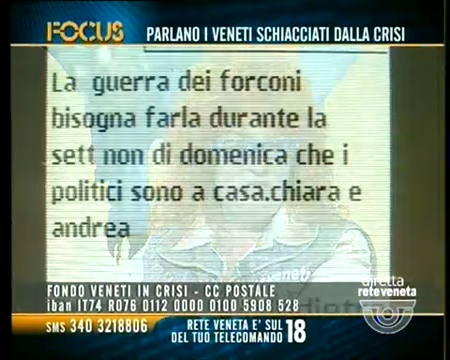 FOCUS PARLANO I VENETI SCHIACCIATI DALLA CRISI
La guerra dei forconi
bisogna farla durante la
sett non di domenica che i
politici sono a casa.chiara e
andrea
FONDO VENETI IN CRISI - CC POSTALE
iban IT74 R076 0112 0000 0100 5908 528
diretta
reteveneta
SMS 340 3218806
RETE VENETA E' SUL
DEL TUO TELECOMANDO 18